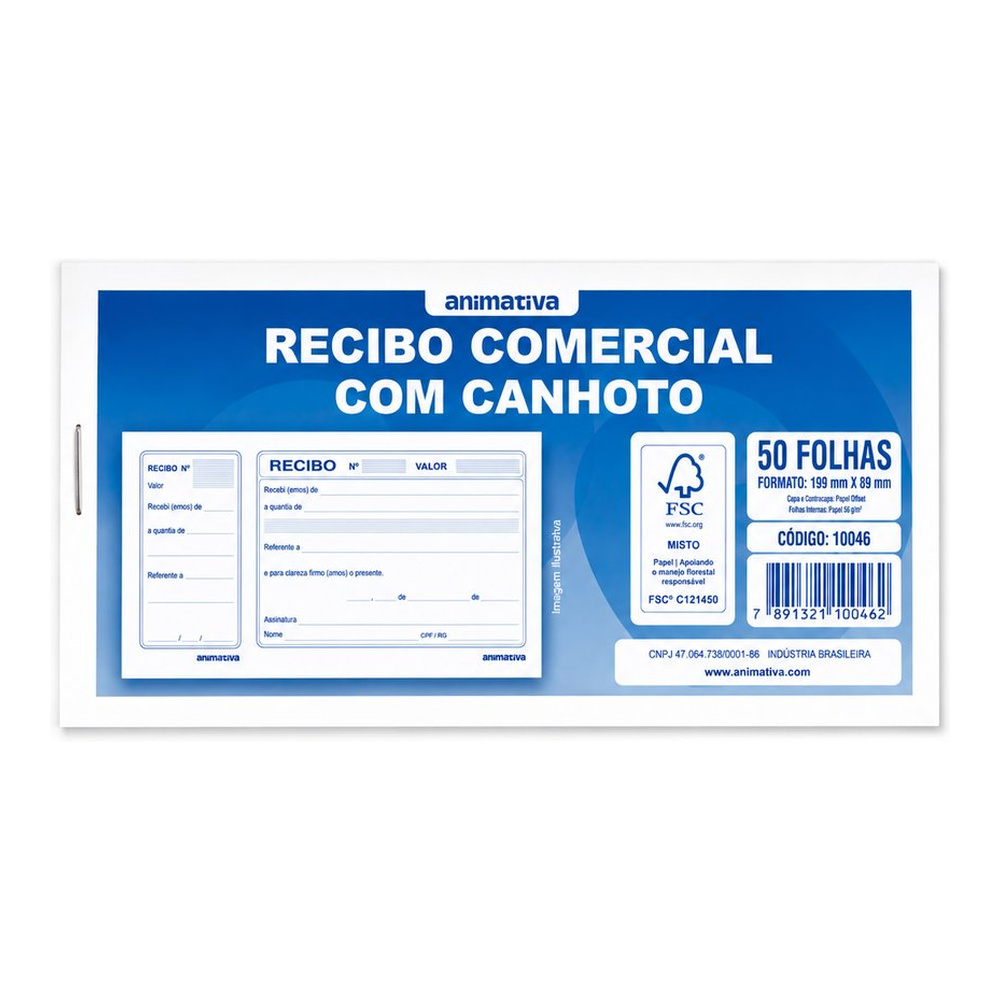 animativa
RECIBO COMERCIAL
COM CANHOTO
RECIBO Nº
Valor
Recebi (emos) de
a quantia de
Referente a
/ /
animativa
RECIBO Nº VALOR
Recebi (emos) de
a quantia de
Referente a
e para clareza firmo (amos) o presente.
, de de
Assinatura
Nome CPF / RG
animativa
Imagem Ilustrativa
FSC
www.fsc.org
MISTO
Papel | Apoiando
o manejo florestal
responsável
FSC® C121450
50 FOLHAS
FORMATO: 199 mm X 89 mm
Capa e Contracapa: Papel Offset
Folhas Internas: Papel 56 g/m²
CÓDIGO: 10046
7 891321 100462
CNPJ 47.064.738/0001-86 INDÚSTRIA BRASILEIRA
www.animativa.com